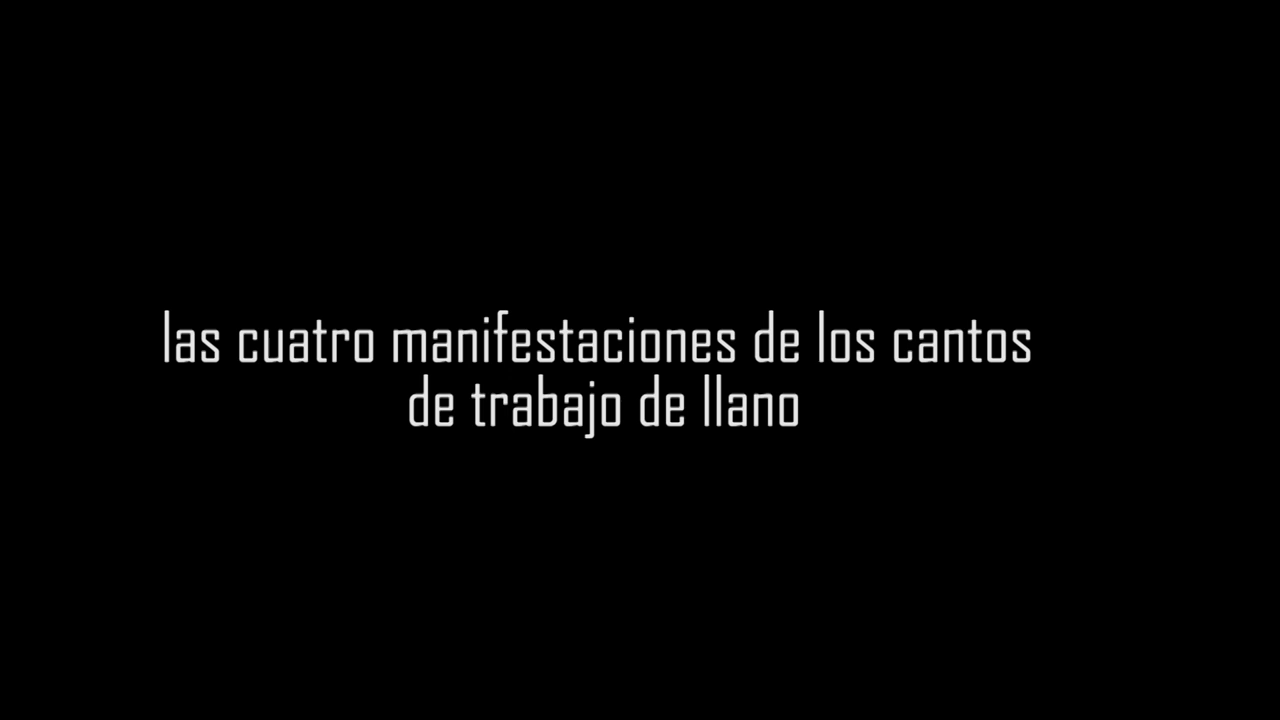 las cuatro manifestaciones de los cantos
de trabajo de llano